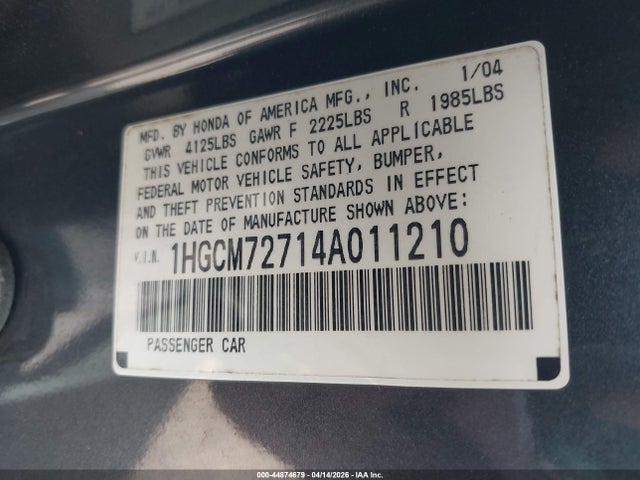 MFD. BY HONDA OF AMERICA MFG., INC. 1/04
GVWR 4125LBS GAWR F 2225LBS R 1985LBS
THIS VEHICLE CONFORMS TO ALL APPLICABLE
FEDERAL MOTOR VEHICLE SAFETY, BUMPER,
AND THEFT PREVENTION STANDARDS IN EFFECT
ON THE DATE OF MANUFACTURE SHOWN ABOVE:
V.I.N. 1HGCM72714A011210
PASSENGER CAR
000-44874679 - 04/14/2026 - IAA Inc.